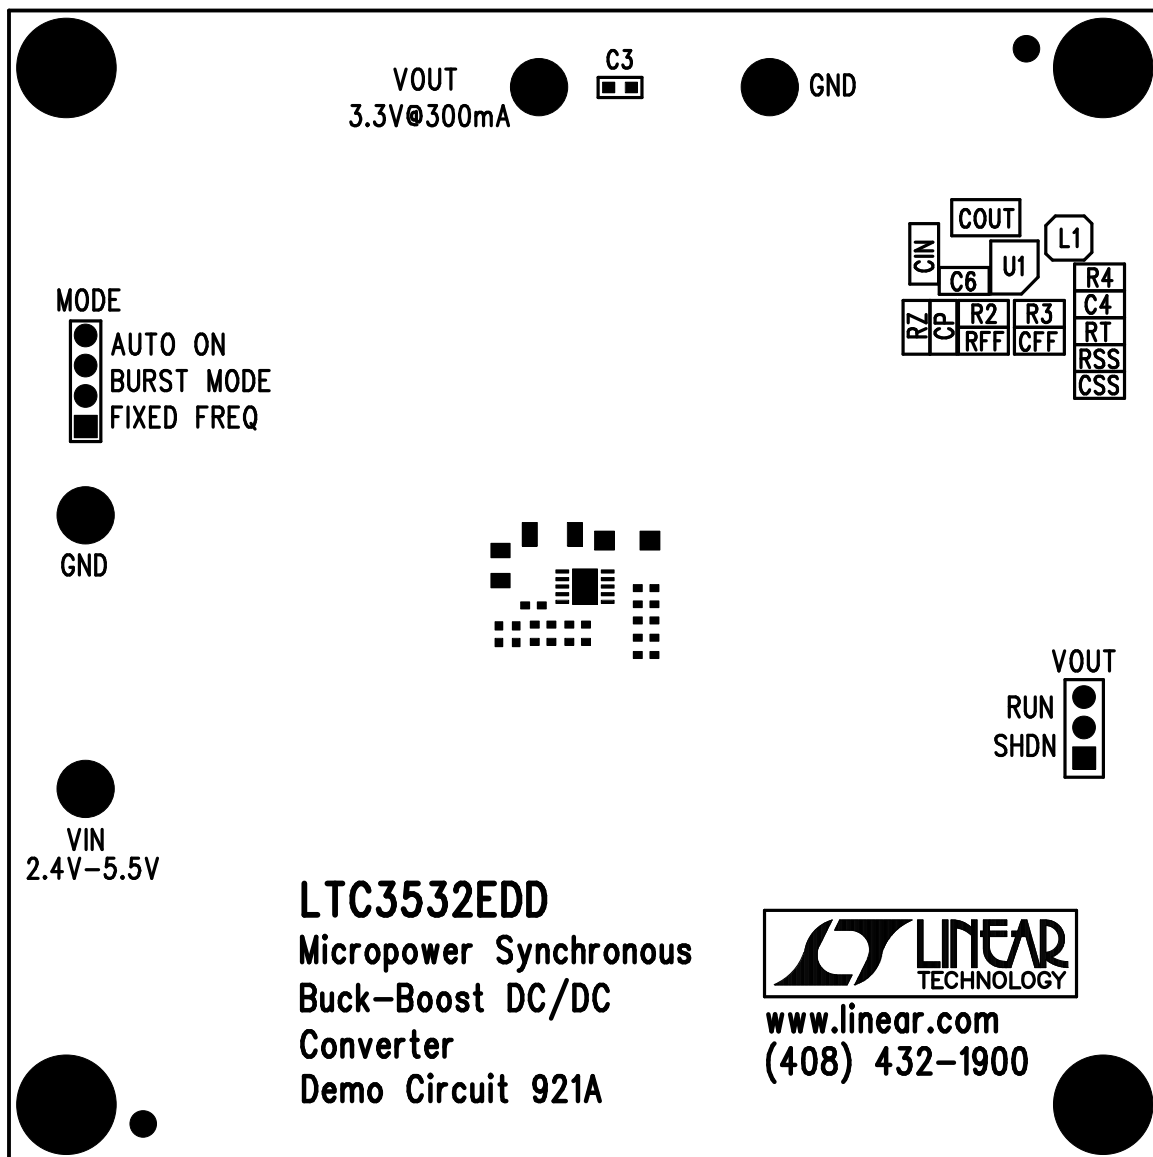 C3
VOUT
3.3V@300mA
GND
COUT
CIN
U1
L1
C6
R4
C4
RT
RSS
CSS
RZ
CP
R2
RFF
R3
CFF
MODE
AUTO ON
BURST MODE
FIXED FREQ
GND
VOUT
RUN
SHDN
VIN
2.4V-5.5V
LTC3532EDD
Micropower Synchronous
Buck-Boost DC/DC
Converter
Demo Circuit 921A
LINEAR
TECHNOLOGY
www.linear.com
(408) 432-1900